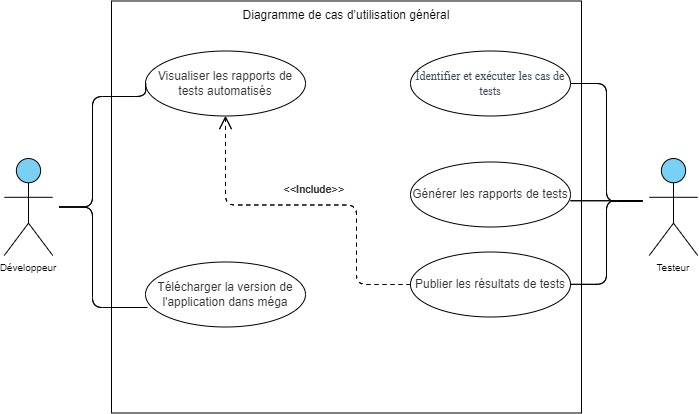 Diagramme de cas d'utilisation général
Visualiser les rapports de
tests automatisés
Identifier et exécuter les cas de
tests
<<Include>>
Générer les rapports de tests
Développeur
Testeur
Télécharger la version de
l'application dans méga
Publier les résultats de tests